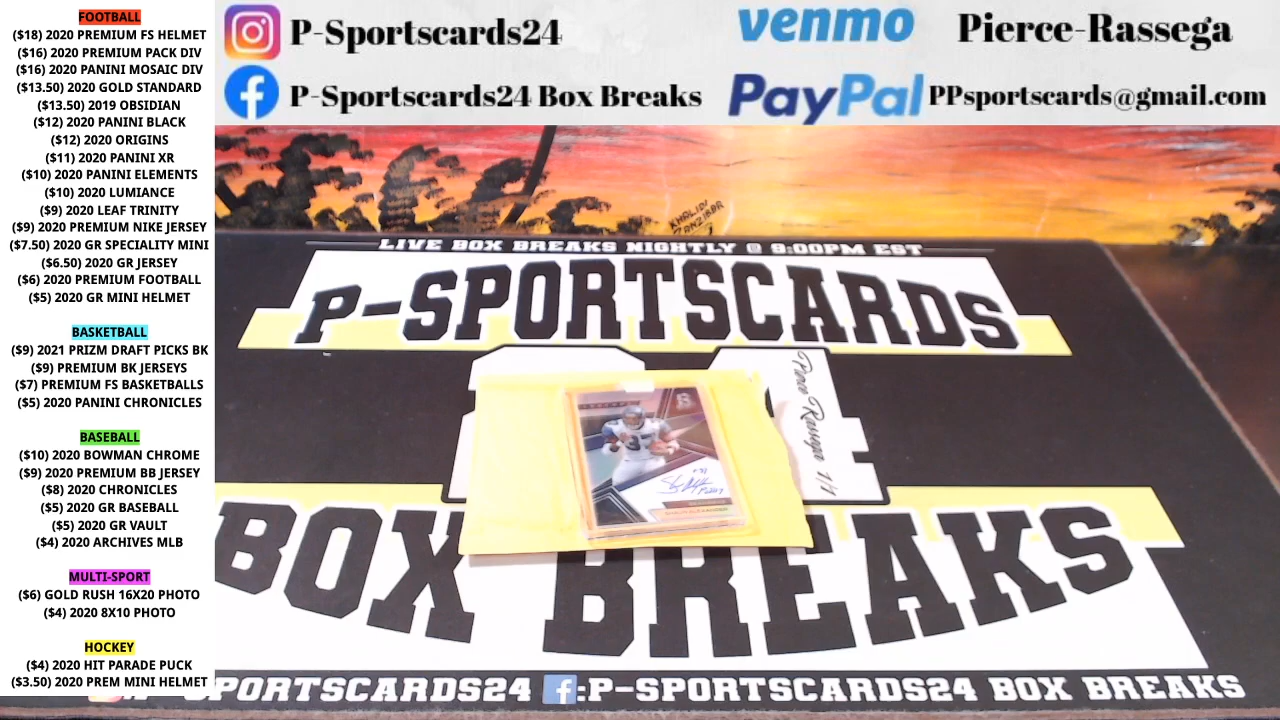 FOOTBALL
($18) 2020 PREMIUM FS HELMET
($16) 2020 PREMIUM PACK DIV
($16) 2020 PANINI MOSAIC DIV
($13.50) 2020 GOLD STANDARD
($13.50) 2019 OBSIDIAN
($12) 2020 PANINI BLACK
($12) 2020 ORIGINS
($11) 2020 PANINI XR
($10) 2020 PANINI ELEMENTS
($10) 2020 LUMIANCE
($9) 2020 LEAF TRINITY
($9) 2020 PREMIUM NIKE JERSEY
($7.50) 2020 GR SPECIALITY MINI
($6.50) 2020 GR JERSEY
($6) 2020 PREMIUM FOOTBALL
($5) 2020 GR MINI HELMET
BASKETBALL
($9) 2021 PRIZM DRAFT PICKS BK
($9) PREMIUM BK JERSEYS
($7) PREMIUM FS BASKETBALLS
($5) 2020 PANINI CHRONICLES
BASEBALL
($10) 2020 BOWMAN CHROME
($9) 2020 PREMIUM BB JERSEY
($8) 2020 CHRONICLES
($5) 2020 GR BASEBALL
($5) 2020 GR VAULT
($4) 2020 ARCHIVES MLB
MULTI-SPORT
($6) GOLD RUSH 16X20 PHOTO
($4) 2020 8X10 PHOTO
HOCKEY
($4) 2020 HIT PARADE PUCK
($3.50) 2020 PREM MINI HELMET
P-Sportscards24
P-Sportscards24 Box Breaks
venmo
Pierce-Rassega
PayPal
PPsportscards@gmail.com
KHALIDI
ZANZIBAR
LIVE BOX BREAKS NIGHTLY @ 9:00PM EST
P-SPORTSCARDS
Pierce Rassega 1/1
37
BOX BREAKS
P-SPORTSCARDS24
f:P-SPORTSCARDS24 BOX BREAKS